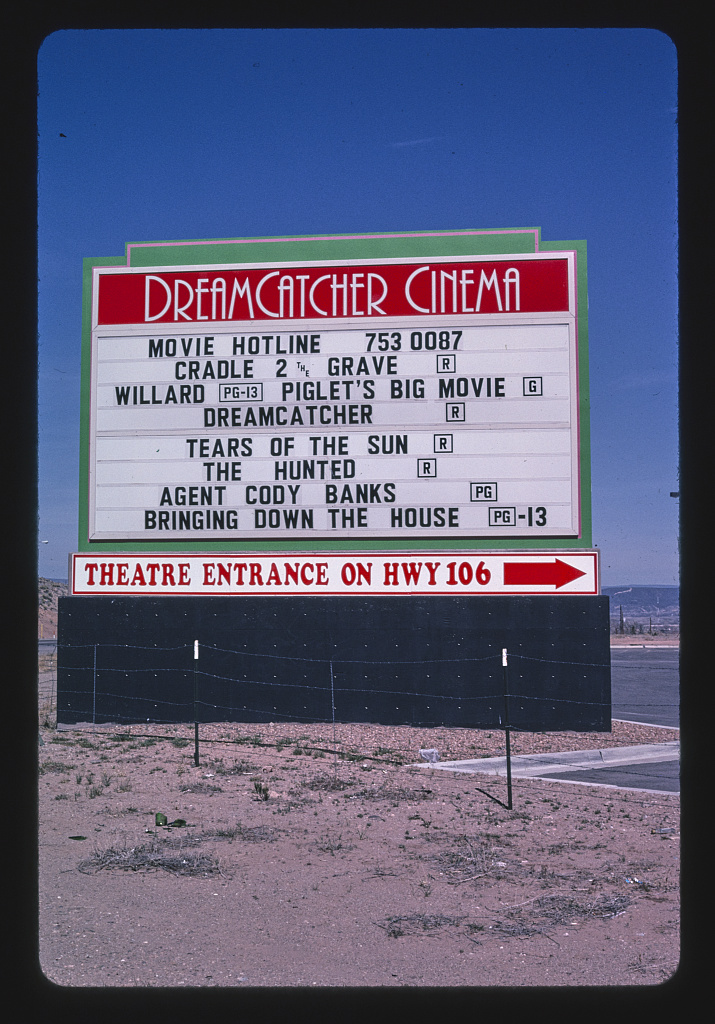 DREAMCATCHER CINEMA
MOVIE HOTLINE 753 0087
CRADLE 2 THE GRAVE R
WILLARD PG-13 PIGLET'S BIG MOVIE G
DREAMCATCHER R
TEARS OF THE SUN R
THE HUNTED R
AGENT CODY BANKS PG
BRINGING DOWN THE HOUSE PG-13
THEATRE ENTRANCE ON HWY 106